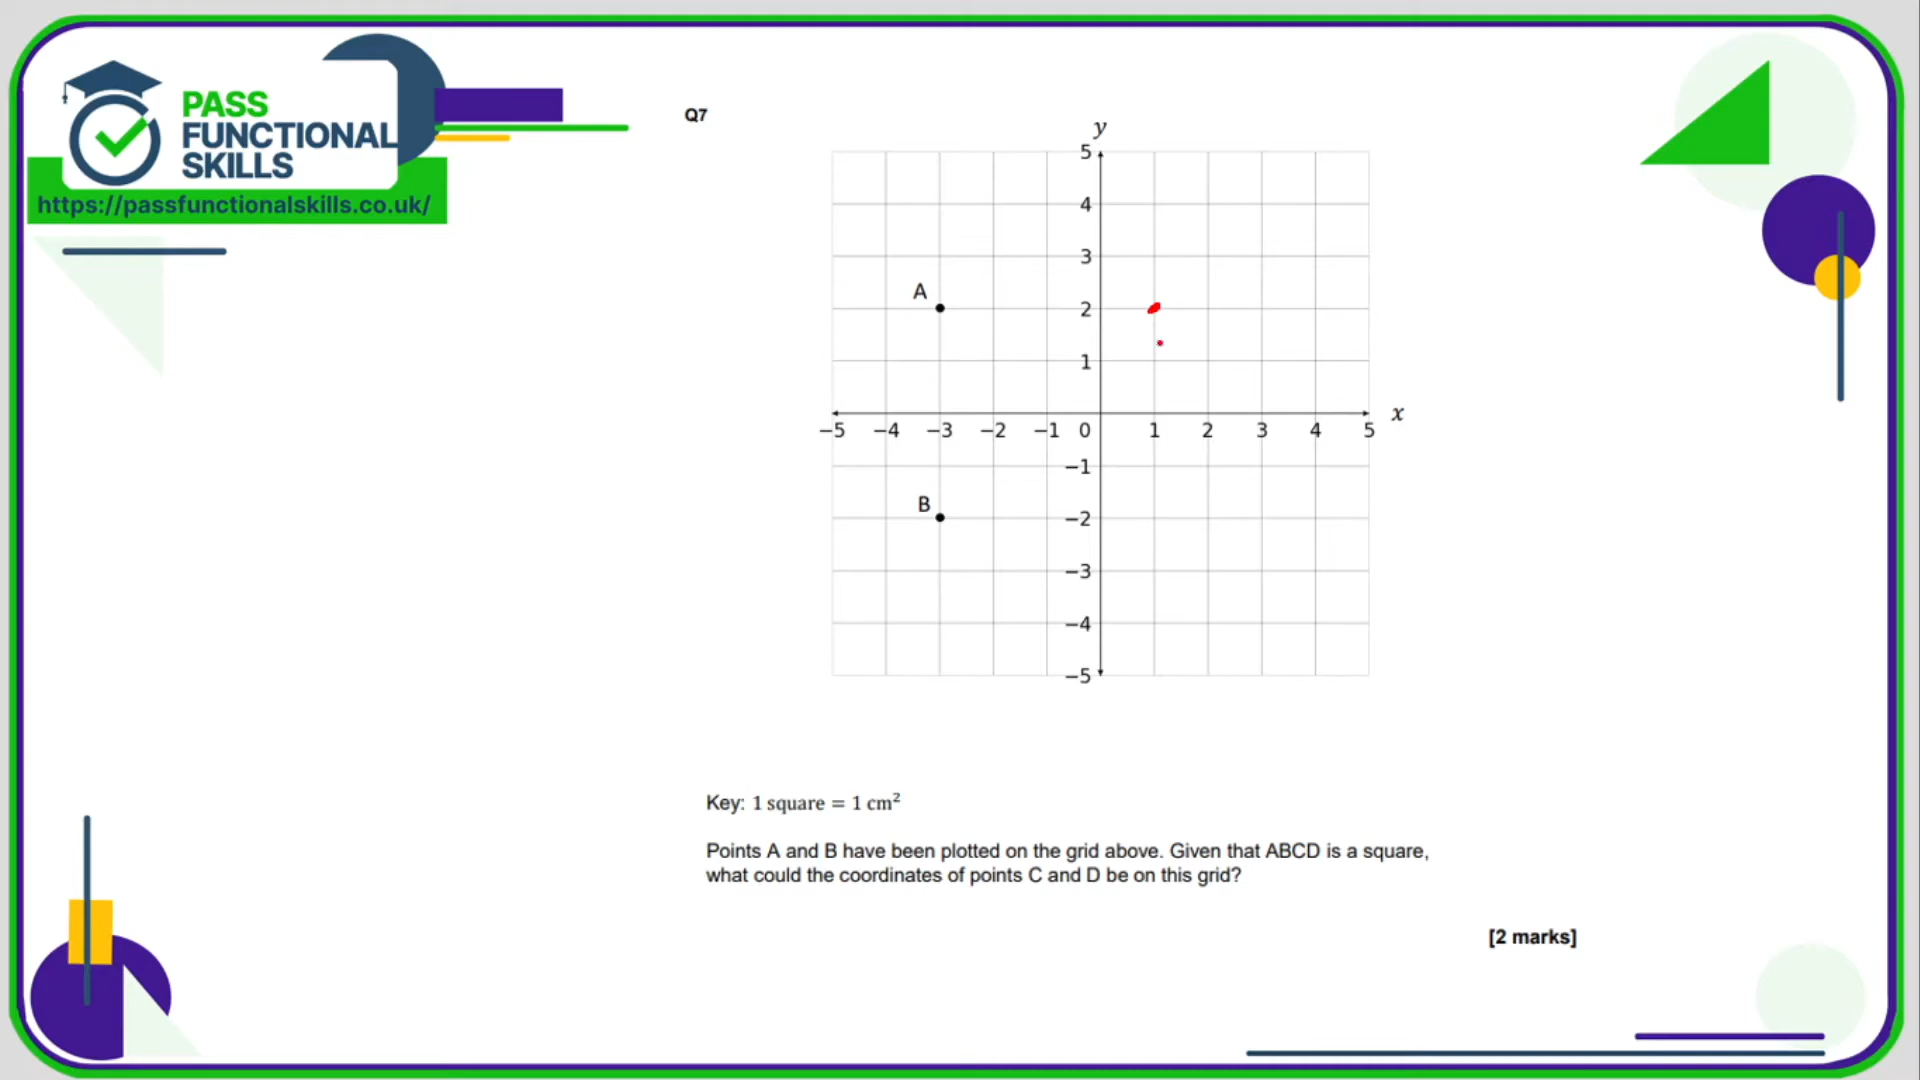 PASS
FUNCTIONAL
SKILLS
https://passfunctionalskills.co.uk/
Q7
y
5
4
3
A
2
1
x
−5 −4 −3 −2 −1 0 1 2 3 4 5
−1
B
−2
−3
−4
−5
Key: 1 square = 1 cm²
Points A and B have been plotted on the grid above. Given that ABCD is a square,
what could the coordinates of points C and D be on this grid?
[2 marks]